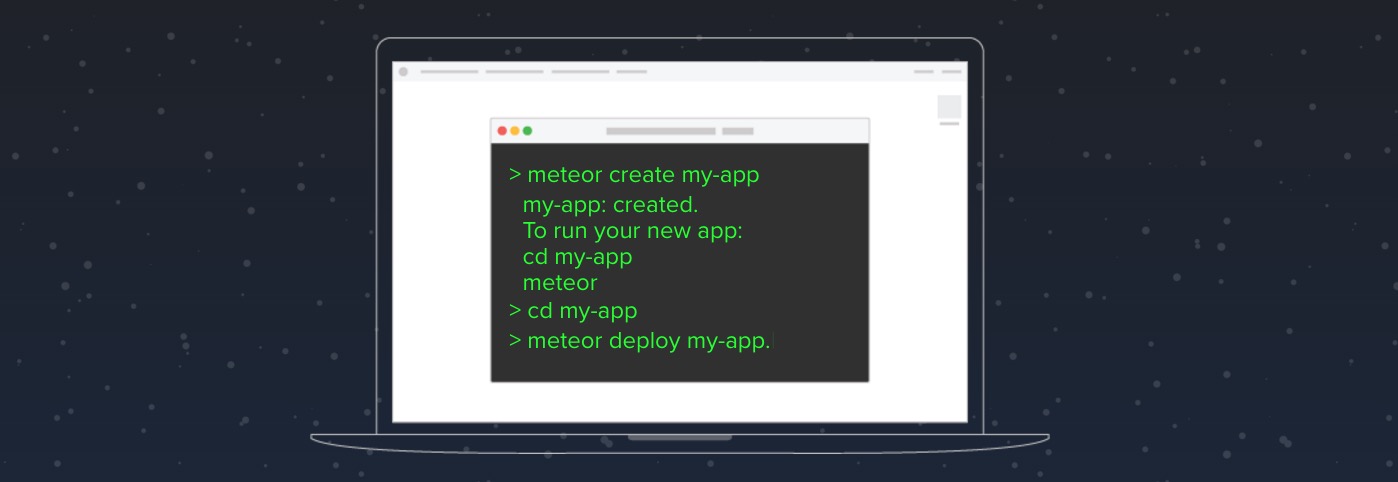 > meteor create my-app
my-app: created.
To run your new app:
cd my-app
meteor
> cd my-app
> meteor deploy my-app.